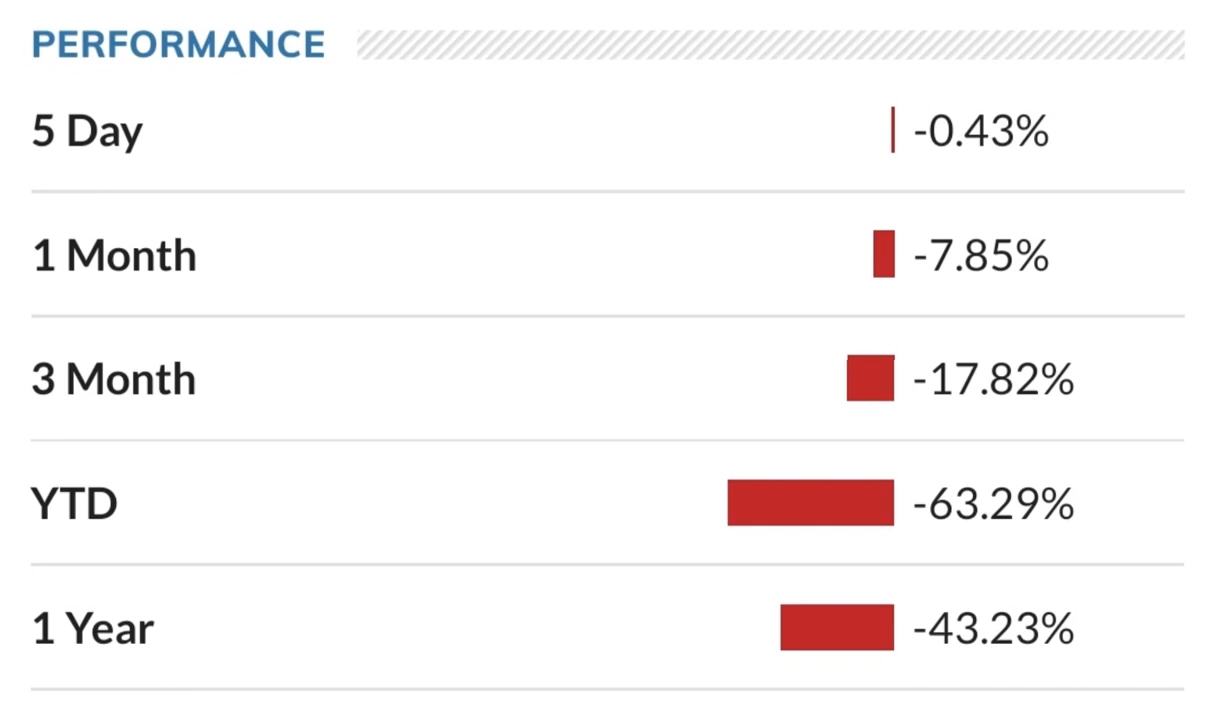 PERFORMANCE
5 Day -0.43%
1 Month -7.85%
3 Month -17.82%
YTD -63.29%
1 Year -43.23%